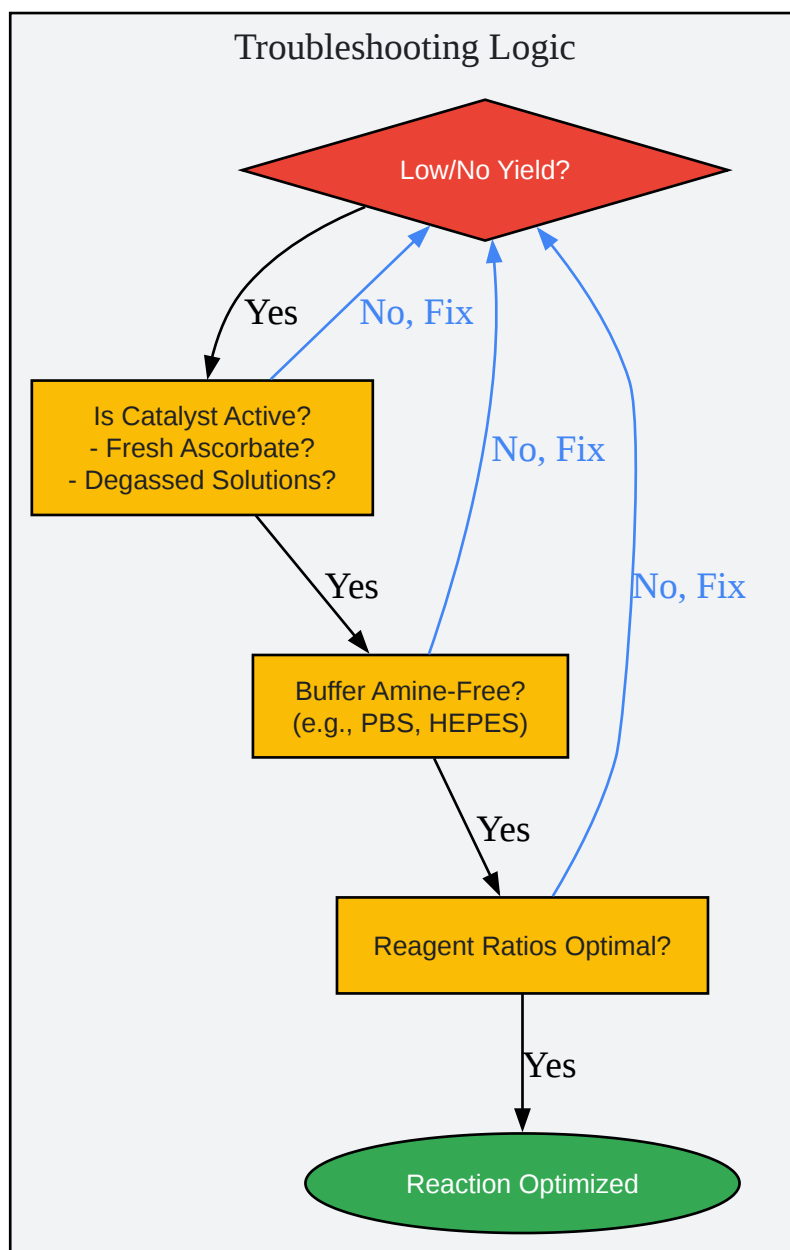 Troubleshooting Logic
Low/No Yield?
Yes
No, Fix
Is Catalyst Active?
- Fresh Ascorbate?
- Degassed Solutions?
No, Fix
Yes
No, Fix
Buffer Amine-Free?
(e.g., PBS, HEPES)
Yes
Reagent Ratios Optimal?
Yes
Reaction Optimized